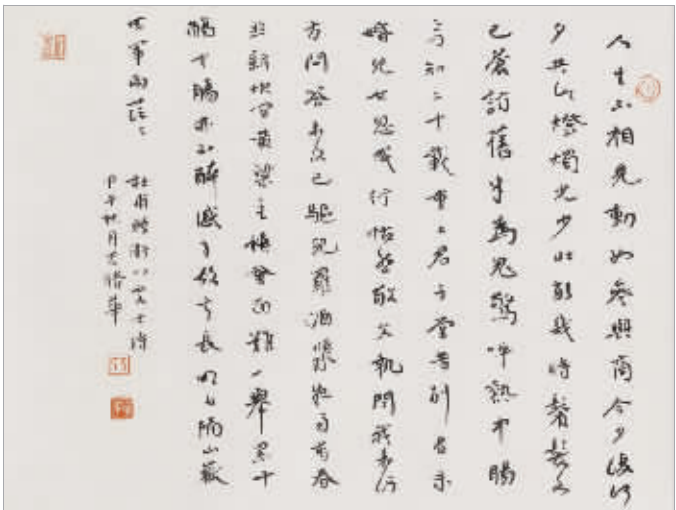 人生不相見動如參與商今夕復何
夕共此燈燭光少壯能幾時鬢髮各
已蒼訪舊半為鬼驚呼熱中腸
焉知二十載重上君子堂昔別君未
婚兒女忽成行怡然敬父執問我來何
方問答未及已驅兒羅酒漿夜雨剪春
韭新炊間黃粱主稱會面難一舉累十
觴十觴亦不醉感子故意長明日隔山嶽
世事兩茫々
杜甫贈衛八處士詩
甲午 月 華